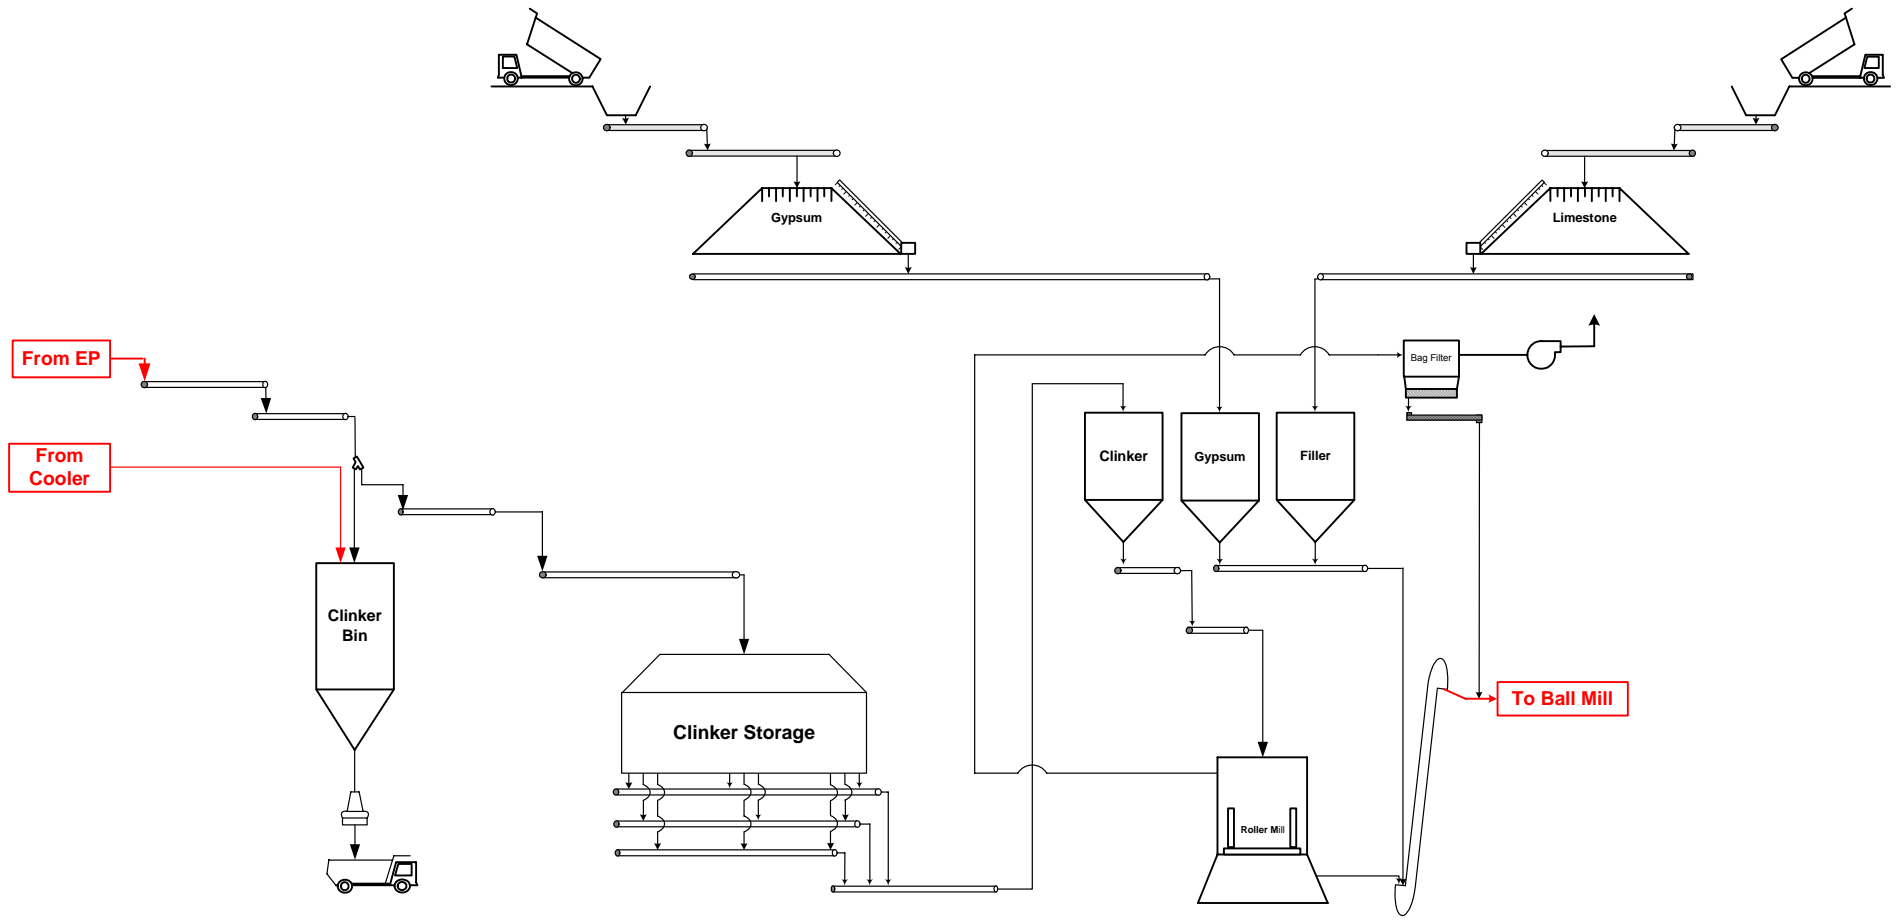 Gypsum
Limestone
From EP
Bag Filter
From
Cooler
Clinker
Gypsum
Filler
Clinker
Bin
To Ball Mill
Clinker Storage
Roller Mill